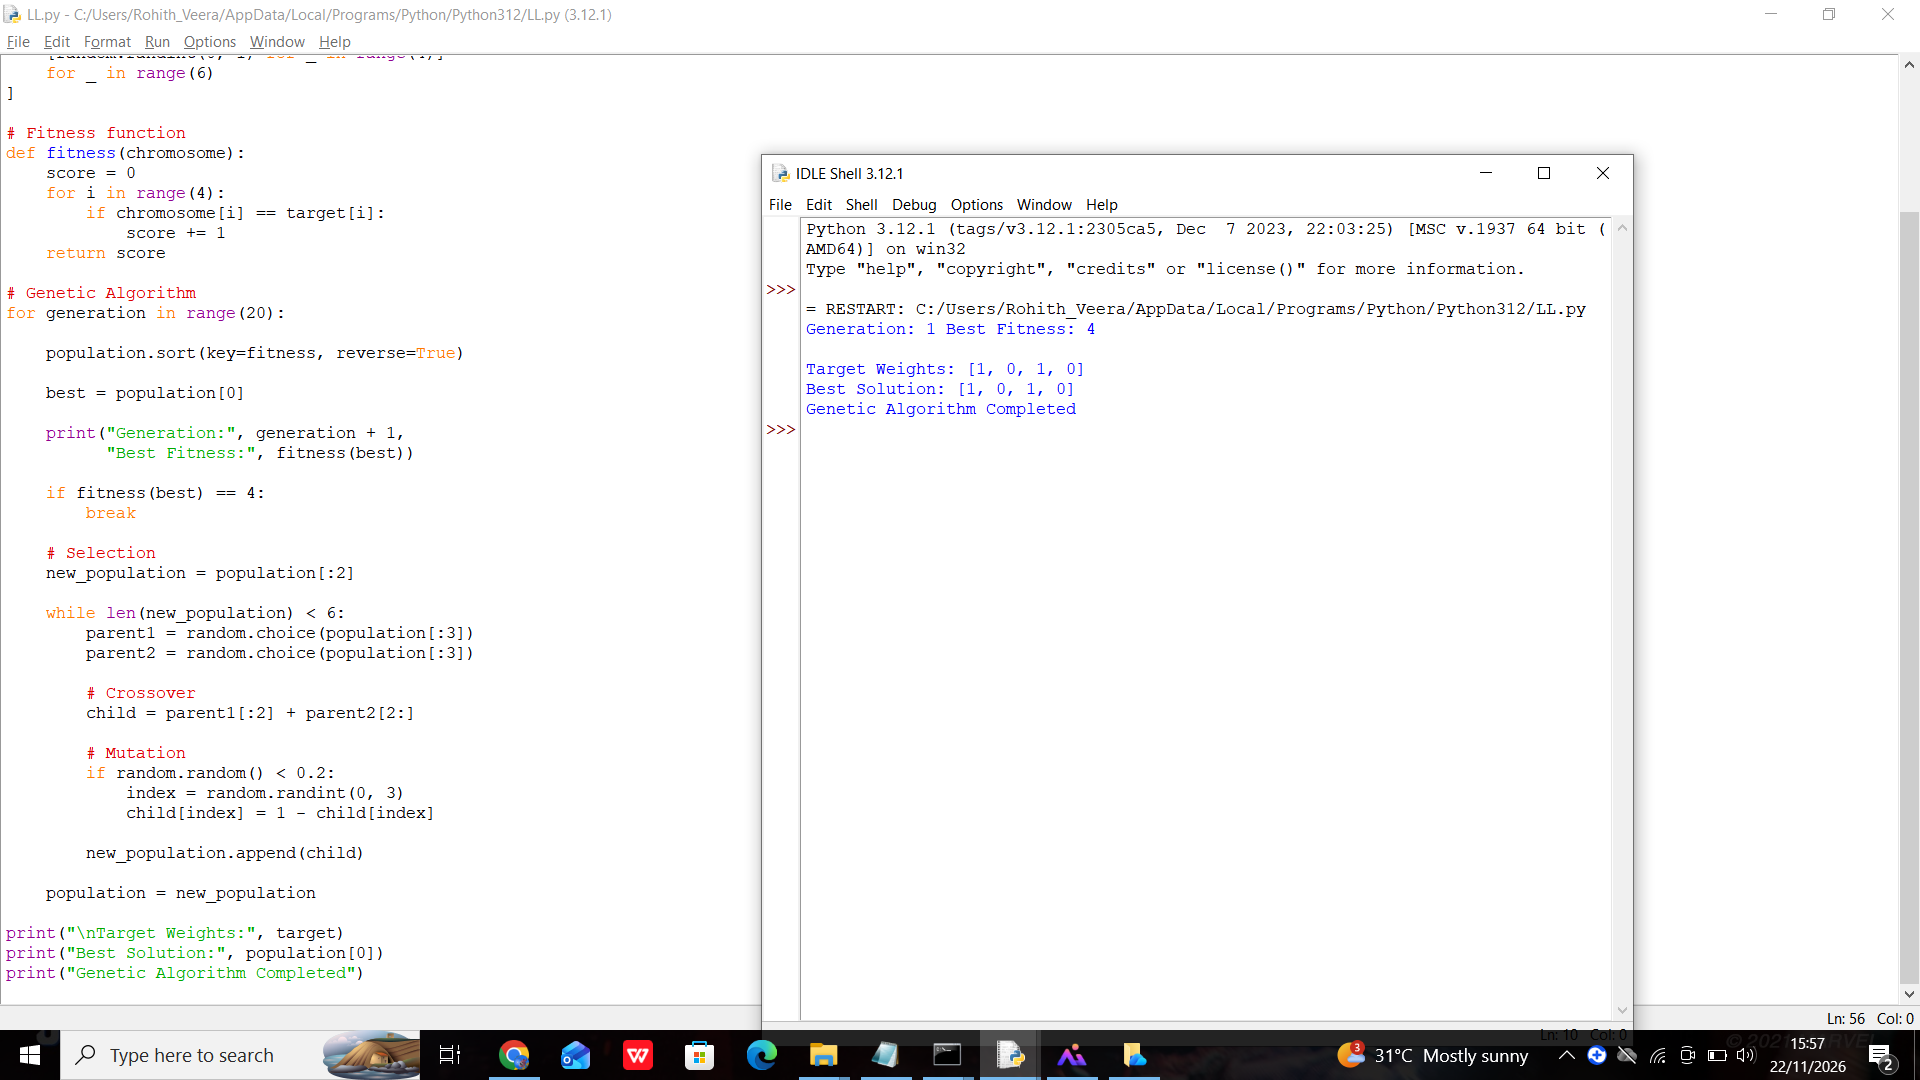 LL.py - C:/Users/Rohith_Veera/AppData/Local/Programs/Python/Python312/LL.py (3.12.1)
File Edit Format Run Options Window Help
for _ in range(6)
]
# Fitness function
def fitness(chromosome):
score = 0
for i in range(4):
if chromosome[i] == target[i]:
score += 1
return score
# Genetic Algorithm
for generation in range(20):
population.sort(key=fitness, reverse=True)
best = population[0]
print("Generation:", generation + 1,
"Best Fitness:", fitness(best))
if fitness(best) == 4:
break
# Selection
new_population = population[:2]
while len(new_population) < 6:
parent1 = random.choice(population[:3])
parent2 = random.choice(population[:3])
# Crossover
child = parent1[:2] + parent2[2:]
# Mutation
if random.random() < 0.2:
index = random.randint(0, 3)
child[index] = 1 - child[index]
new_population.append(child)
population = new_population
print("\nTarget Weights:", target)
print("Best Solution:", population[0])
print("Genetic Algorithm Completed")
IDLE Shell 3.12.1
File Edit Shell Debug Options Window Help
Python 3.12.1 (tags/v3.12.1:2305ca5, Dec  7 2023, 22:03:25) [MSC v.1937 64 bit (
AMD64)] on win32
Type "help", "copyright", "credits" or "license()" for more information.
>>>
= RESTART: C:/Users/Rohith_Veera/AppData/Local/Programs/Python/Python312/LL.py
Generation: 1 Best Fitness: 4
Target Weights: [1, 0, 1, 0]
Best Solution: [1, 0, 1, 0]
Genetic Algorithm Completed
>>>
Ln: 10 Col: 0
Ln: 56 Col: 0
Type here to search
W
3
31°C Mostly sunny
15:57
22/11/2026
2